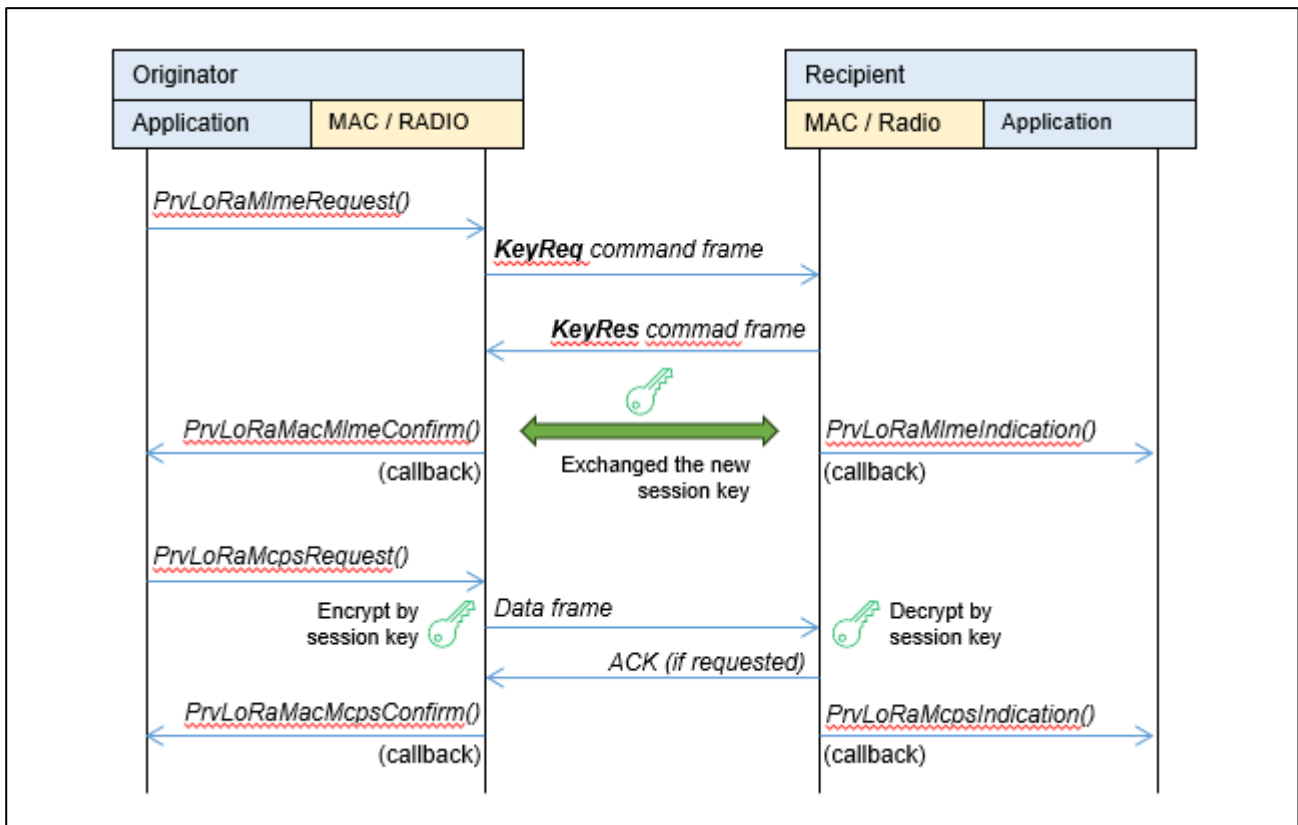 Originator
Recipient
Application
MAC / RADIO
MAC / Radio
Application
PrvLoRaMlmeRequest()
KeyReq command frame
KeyRes commad frame
PrvLoRaMacMlmeConfirm()
(callback)
Exchanged the new
session key
PrvLoRaMlmeIndication()
(callback)
PrvLoRaMcpsRequest()
Encrypt by
session key
Data frame
Decrypt by
session key
ACK (if requested)
PrvLoRaMacMcpsConfirm()
(callback)
PrvLoRaMcpsIndication()
(callback)